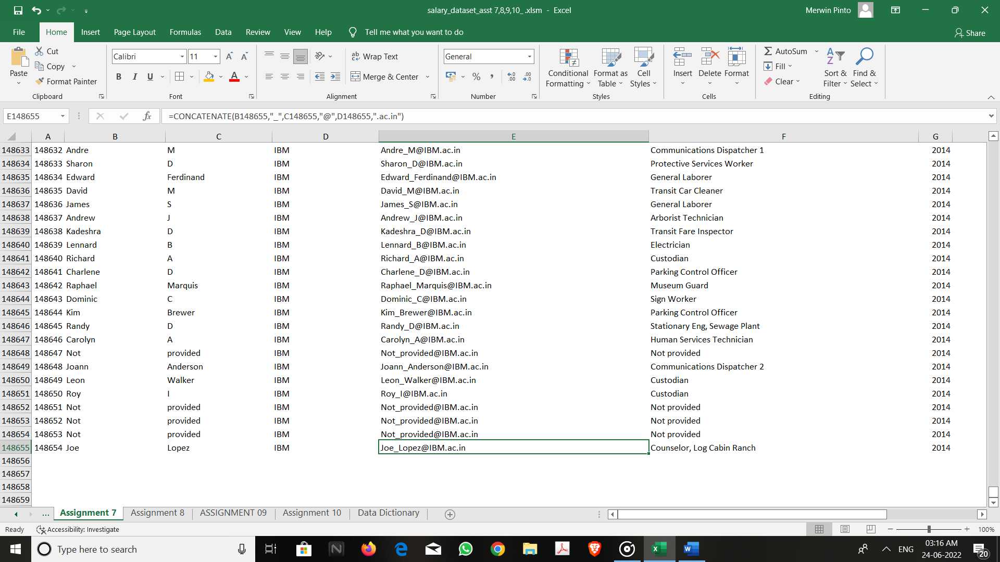 salary_dataset_asst 7,8,9,10_ .xlsm - Excel
Merwin Pinto
File Home Insert Page Layout Formulas Data Review View Help Tell me what you want to do Share
Cut Calibri 11 Wrap Text General AutoSum
Copy
Paste Format Painter B I U Merge & Center % , Conditional Formatting Format as Table Cell Styles Insert Delete Format Fill Clear Sort & Filter Find & Select
Clipboard Font Alignment Number Styles Cells Editing
E148655 fx =CONCATENATE(B148655,"_",C148655,"@",D148655,".ac.in")
A B C D E F G
148633 148632 Andre M IBM Andre_M@IBM.ac.in Communications Dispatcher 1 2014
148634 148633 Sharon D IBM Sharon_D@IBM.ac.in Protective Services Worker 2014
148635 148634 Edward Ferdinand IBM Edward_Ferdinand@IBM.ac.in General Laborer 2014
148636 148635 David M IBM David_M@IBM.ac.in Transit Car Cleaner 2014
148637 148636 James S IBM James_S@IBM.ac.in General Laborer 2014
148638 148637 Andrew J IBM Andrew_J@IBM.ac.in Arborist Technician 2014
148639 148638 Kadeshra D IBM Kadeshra_D@IBM.ac.in Transit Fare Inspector 2014
148640 148639 Lennard B IBM Lennard_B@IBM.ac.in Electrician 2014
148641 148640 Richard A IBM Richard_A@IBM.ac.in Custodian 2014
148642 148641 Charlene D IBM Charlene_D@IBM.ac.in Parking Control Officer 2014
148643 148642 Raphael Marquis IBM Raphael_Marquis@IBM.ac.in Museum Guard 2014
148644 148643 Dominic C IBM Dominic_C@IBM.ac.in Sign Worker 2014
148645 148644 Kim Brewer IBM Kim_Brewer@IBM.ac.in Parking Control Officer 2014
148646 148645 Randy D IBM Randy_D@IBM.ac.in Stationary Eng, Sewage Plant 2014
148647 148646 Carolyn A IBM Carolyn_A@IBM.ac.in Human Services Technician 2014
148648 148647 Not provided IBM Not_provided@IBM.ac.in Not provided 2014
148649 148648 Joann Anderson IBM Joann_Anderson@IBM.ac.in Communications Dispatcher 2 2014
148650 148649 Leon Walker IBM Leon_Walker@IBM.ac.in Custodian 2014
148651 148650 Roy I IBM Roy_I@IBM.ac.in Custodian 2014
148652 148651 Not provided IBM Not_provided@IBM.ac.in Not provided 2014
148653 148652 Not provided IBM Not_provided@IBM.ac.in Not provided 2014
148654 148653 Not provided IBM Not_provided@IBM.ac.in Not provided 2014
148655 148654 Joe Lopez IBM Joe_Lopez@IBM.ac.in Counselor, Log Cabin Ranch 2014
148656
148657
148658
148659
... Assignment 7 Assignment 8 ASSIGNMENT 09 Assignment 10 Data Dictionary
Ready Accessibility: Investigate 100%
Type here to search ENG 03:16 AM
24-06-2022 20